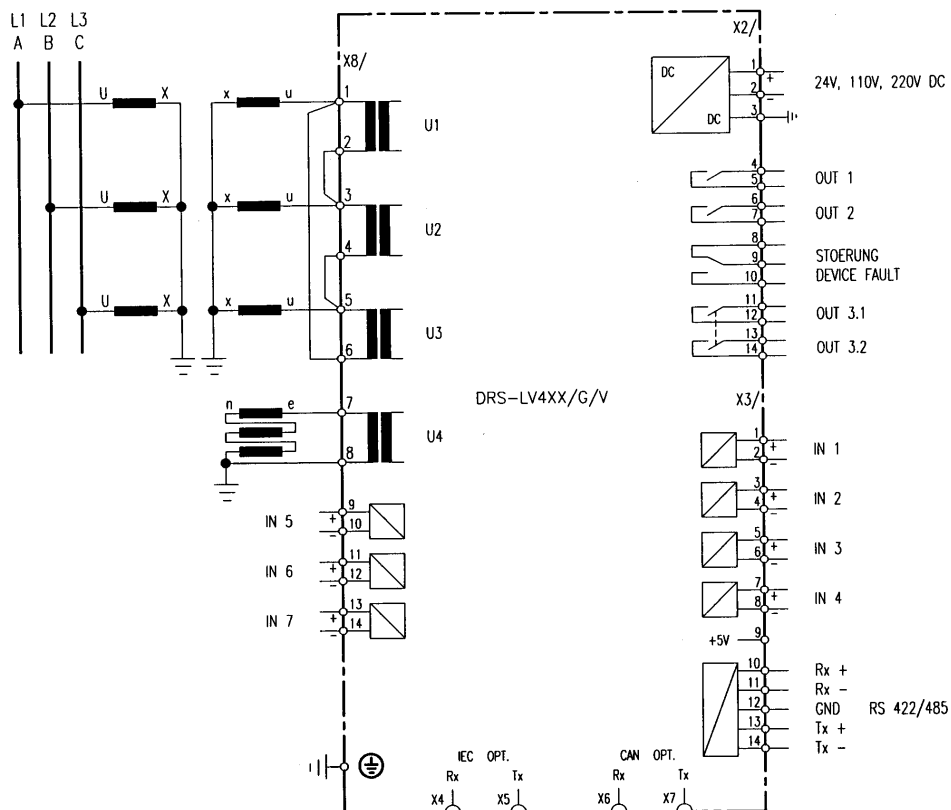 L1 L2 L3
A B C
X8/
X2/
U X x u 1
2
U1
U X x u 3
4
U2
U X x u 5
6
U3
n e 7
8
U4
DRS-LV4XX/G/V
IN 5 + 9
- 10
IN 6 + 11
- 12
IN 7 + 13
- 14
DC
DC
1 +
2 -
3
24V, 110V, 220V DC
4
5
OUT 1
6
7
OUT 2
8
9
10
STOERUNG
DEVICE FAULT
11
12
OUT 3.1
13
14
OUT 3.2
X3/
1 +
2 -
IN 1
3 +
4 -
IN 2
5 +
6 -
IN 3
7 +
8 -
IN 4
+5V 9
10 Rx +
11 Rx -
12 GND RS 422/485
13 Tx +
14 Tx -
IEC OPT. CAN OPT.
Rx Tx Rx Tx
X4 X5 X6 X7